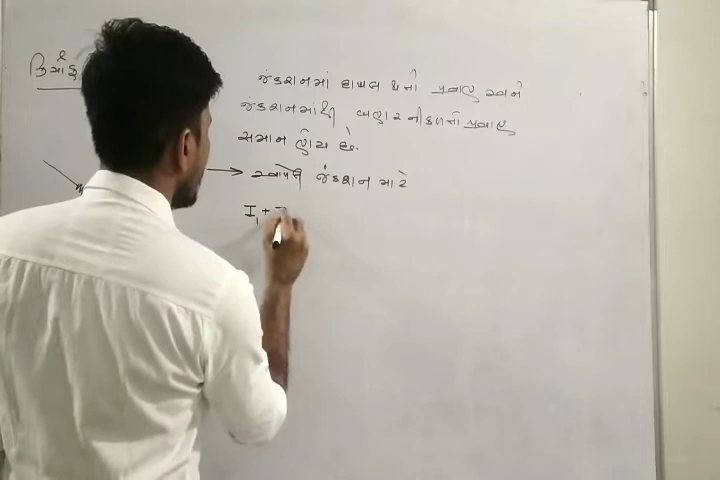 જંકશનમાં દાખલ થતો પ્રવાહ અને
જંકશનમાંથી બહાર નીકળતો પ્રવાહ
સમાન હોય છે.
→ આપેલ જંકશન માટે
I₁ +